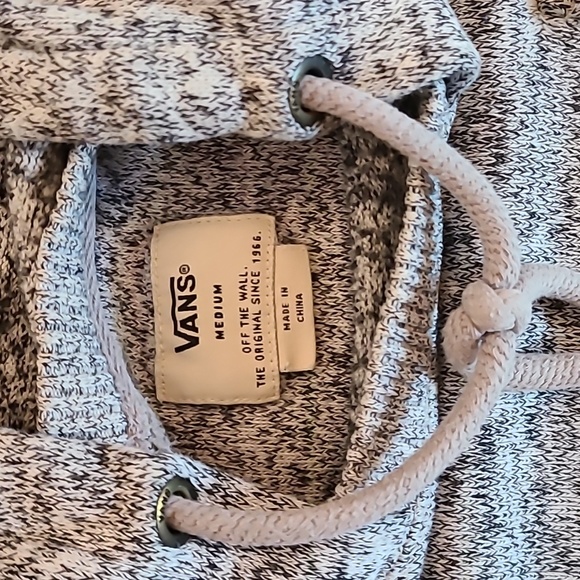 VANS®
MEDIUM
OFF THE WALL.
THE ORIGINAL SINCE 1966.
MADE IN
CHINA